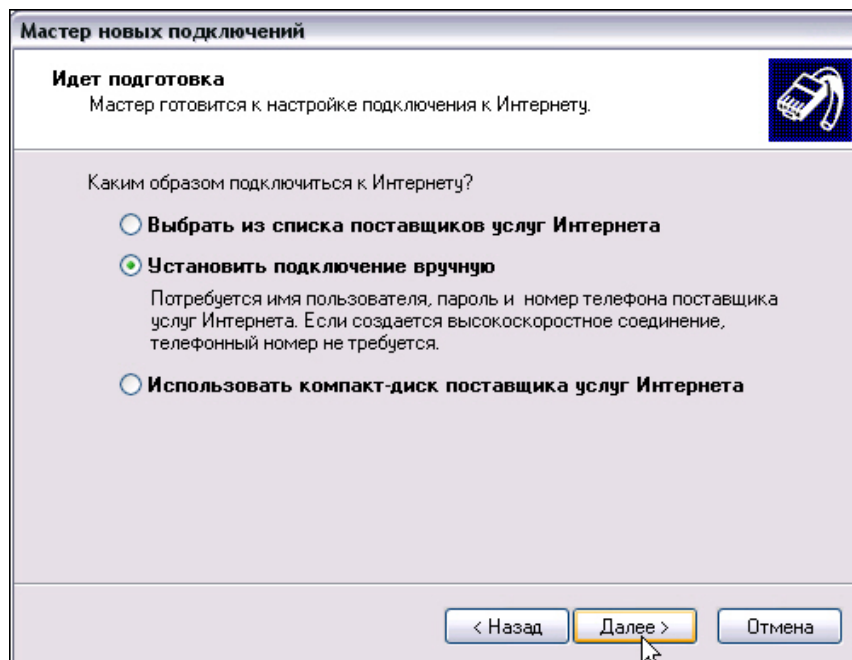 Мастер новых подключений
Идет подготовка
Мастер готовится к настройке подключения к Интернету.
Каким образом подключиться к Интернету?
Выбрать из списка поставщиков услуг Интернета
Установить подключение вручную
Потребуется имя пользователя, пароль и номер телефона поставщика
услуг Интернета. Если создается высокоскоростное соединение,
телефонный номер не требуется.
Использовать компакт-диск поставщика услуг Интернета
< Назад Далее > Отмена